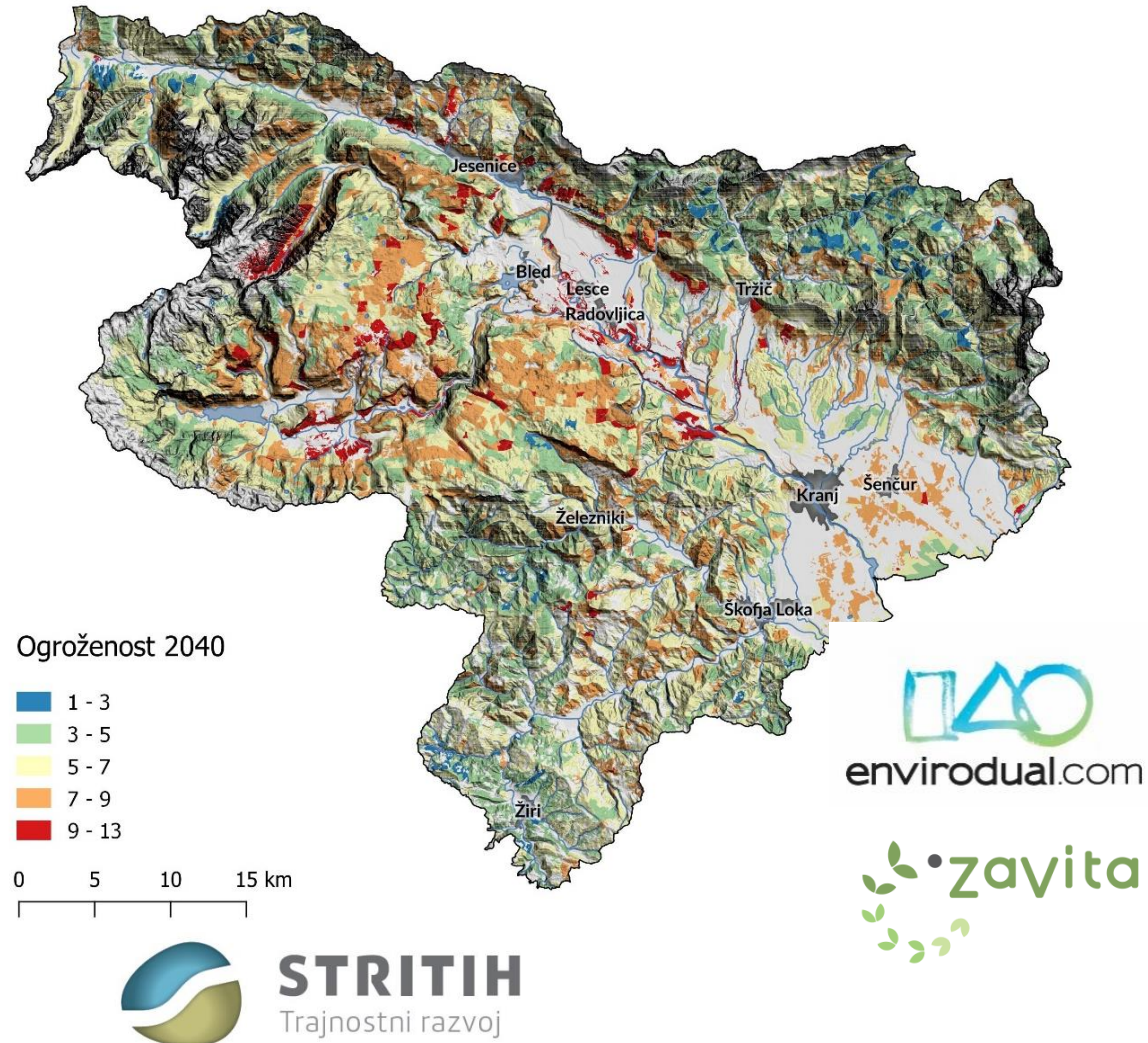 Jesenice
Bled
Lesce
Radovljica
Tržič
Kranj
Šenčur
Železniki
Škofja Loka
Žiri
Ogroženost 2040
1 - 3
3 - 5
5 - 7
7 - 9
9 - 13
0 5 10 15 km
envirodual.com
zavita
STRITIH
Trajnostni razvoj